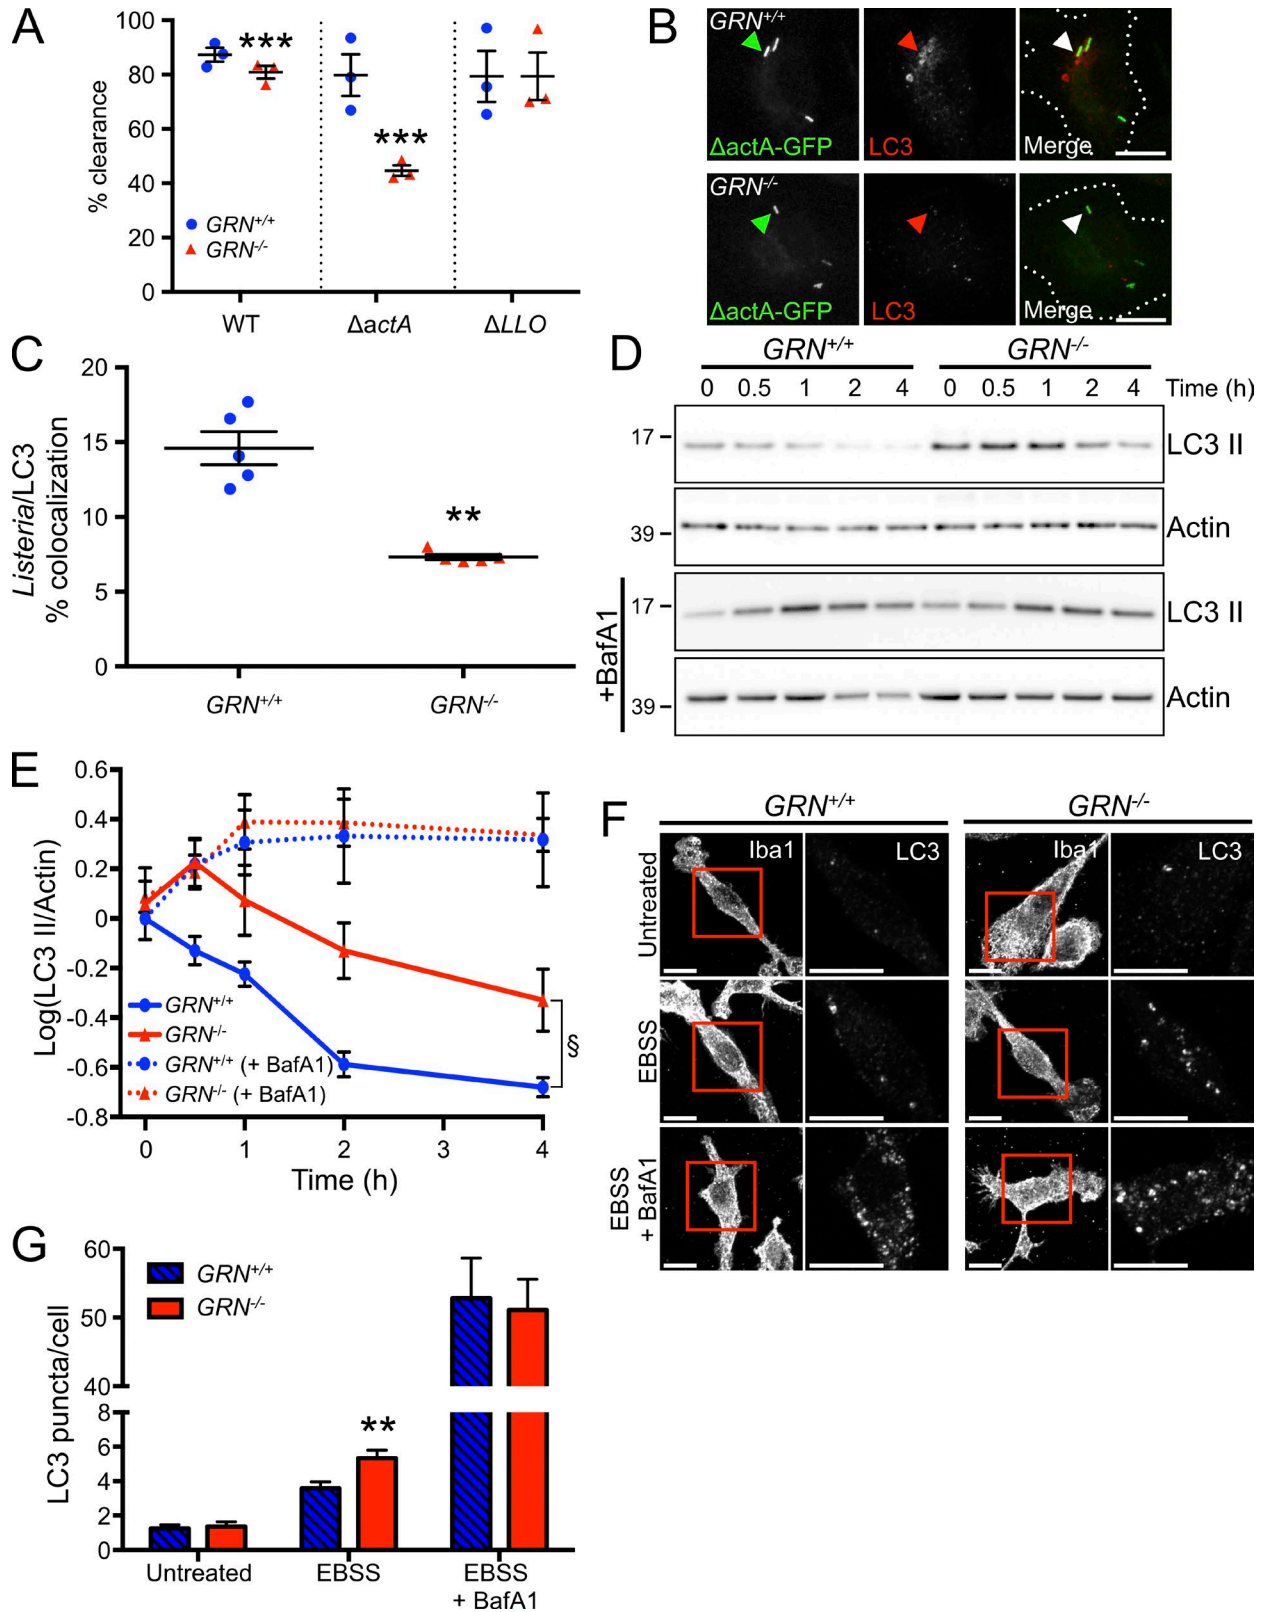 A
100
80
60
40
20
0
% clearance
***
***
GRN+/+
GRN-/-
WT
ΔactA
ΔLLO
B
GRN+/+
ΔactA-GFP
LC3
Merge
GRN-/-
ΔactA-GFP
LC3
Merge
C
20
15
10
5
0
Listeria/LC3
% colocalization
**
GRN+/+
GRN-/-
D
GRN+/+ GRN-/-
0 0.5 1 2 4 0 0.5 1 2 4 Time (h)
17 LC3 II
39 Actin
+BafA1
17 LC3 II
39 Actin
E
0.6
0.4
0.2
0
-0.2
-0.4
-0.6
-0.8
Log(LC3 II/Actin)
GRN+/+
GRN-/-
GRN+/+ (+ BafA1)
GRN-/- (+ BafA1)
§
0 1 2 3 4
Time (h)
F
GRN+/+ GRN-/-
Iba1 LC3 Iba1 LC3
Untreated
EBSS
EBSS
+ BafA1
G
60
50
40
8
6
4
2
0
LC3 puncta/cell
GRN+/+
GRN-/-
**
Untreated
EBSS
EBSS
+ BafA1